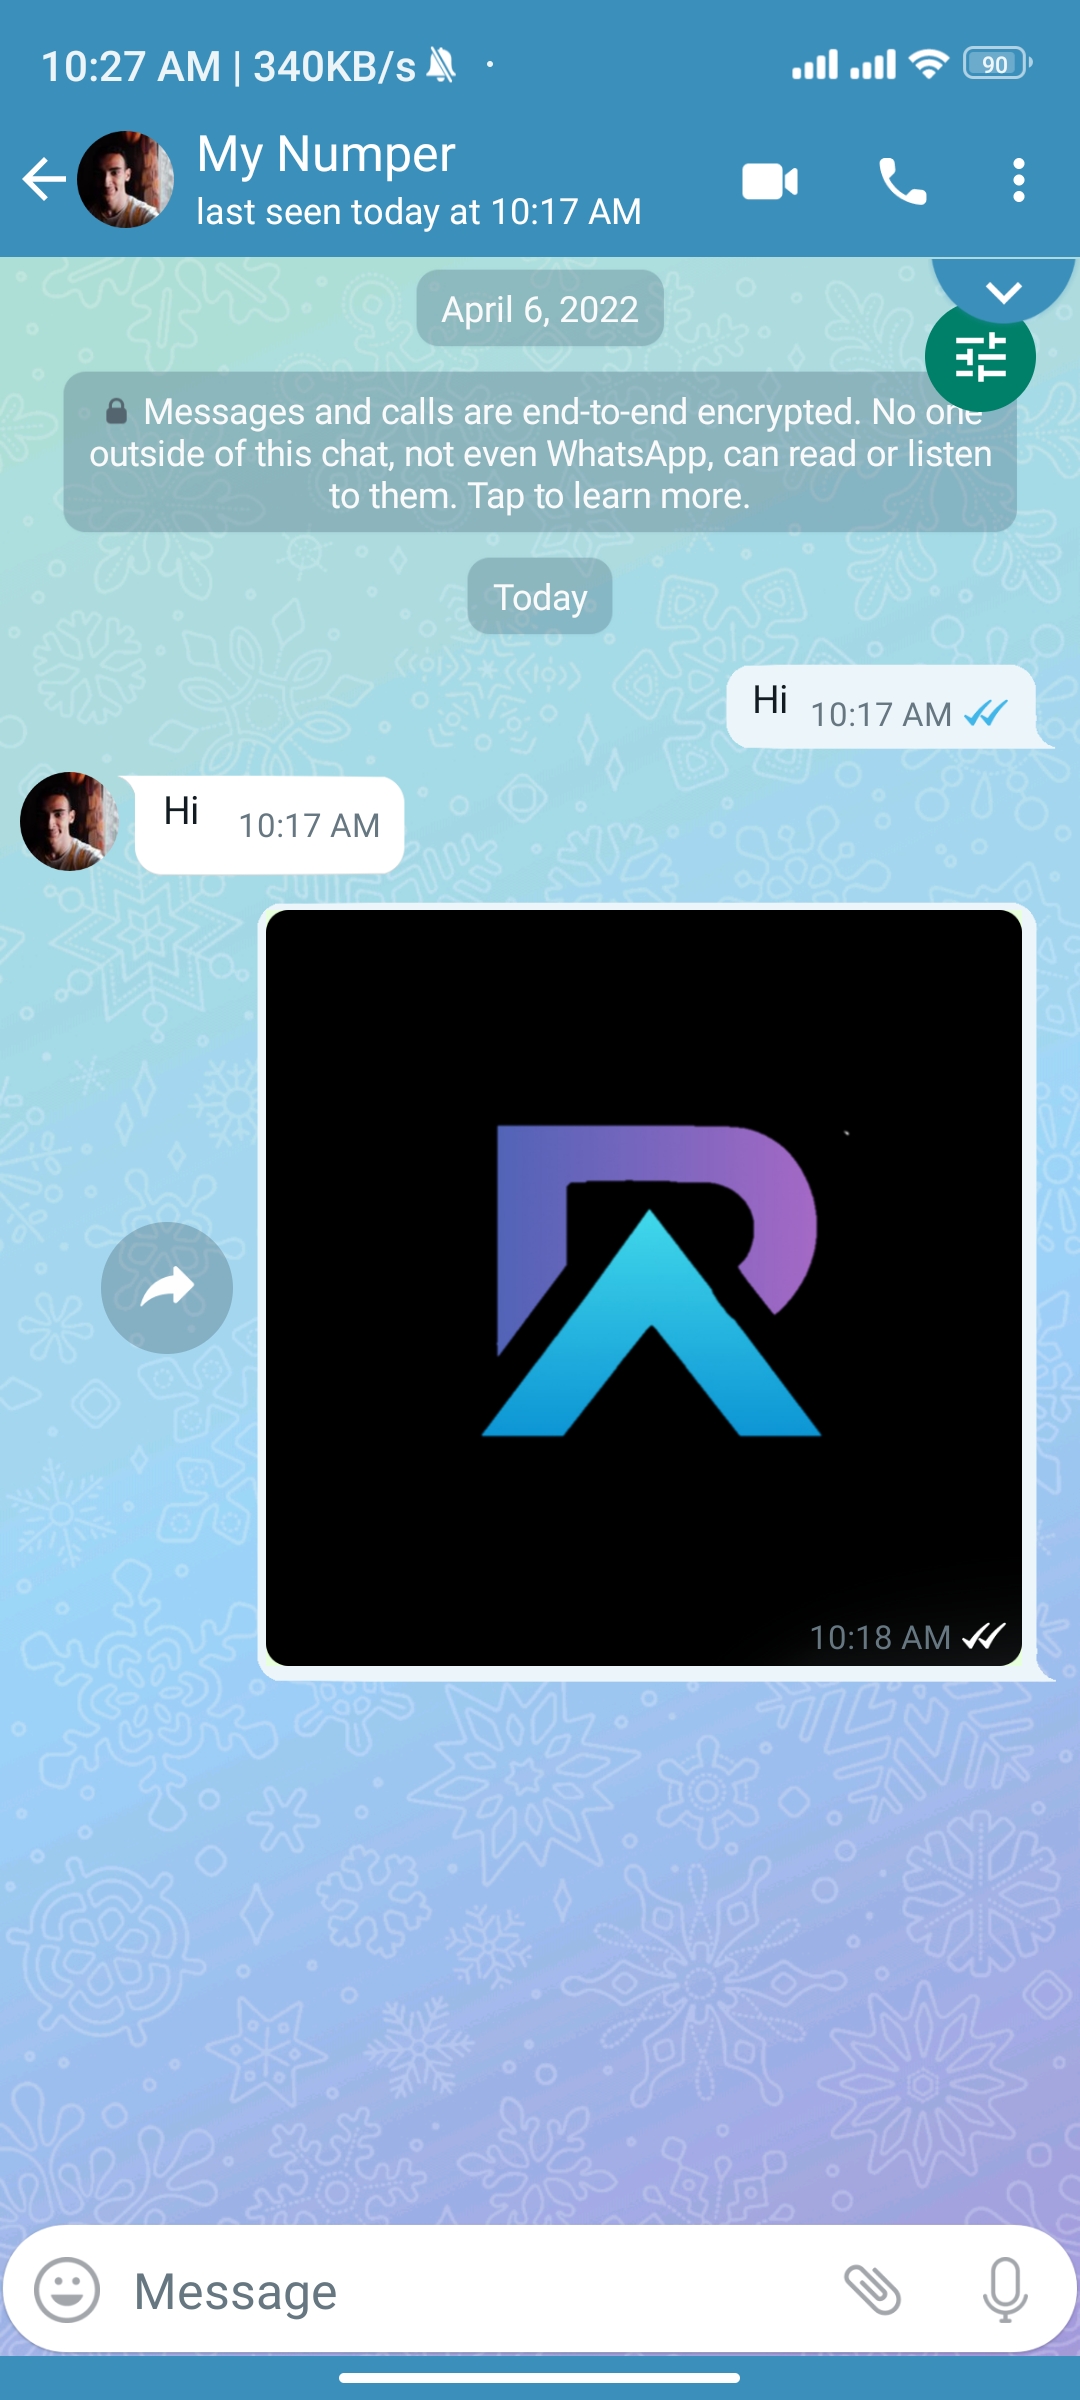 10:27 AM | 340KB/s
90
My Numper
last seen today at 10:17 AM
April 6, 2022
Messages and calls are end-to-end encrypted. No one
outside of this chat, not even WhatsApp, can read or listen
to them. Tap to learn more.
Today
Hi 10:17 AM
Hi 10:17 AM
10:18 AM
Message